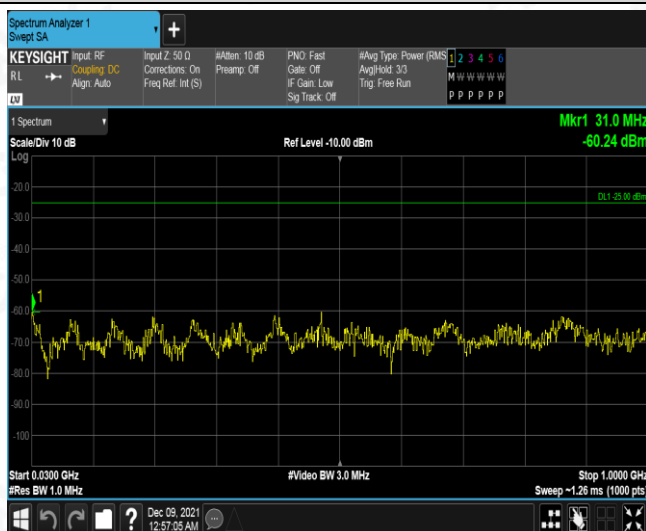 Spectrum Analyzer 1
Swept SA
+
KEYSIGHT
RL
LXI
Input: RF
Coupling: DC
Align: Auto
Input Z: 50 Ω
Corrections: On
Freq Ref: Int (S)
#Atten: 10 dB
Preamp: Off
PNO: Fast
Gate: Off
IF Gain: Low
Sig Track: Off
#Avg Type: Power (RMS
Avg|Hold: 3/3
Trig: Free Run
1 2 3 4 5 6
M W W W W W
P P P P P P
1 Spectrum
Mkr1 31.0 MHz
Scale/Div 10 dB
Ref Level -10.00 dBm
-60.24 dBm
Log
-20.0
DL1 -25.00 dBm
-30.0
-40.0
-50.0
1
-60.0
-70.0
-80.0
-90.0
-100
Start 0.0300 GHz
#Video BW 3.0 MHz
Stop 1.0000 GHz
#Res BW 1.0 MHz
Sweep ~1.26 ms (1000 pts)
?
Dec 09, 2021
12:57:05 AM